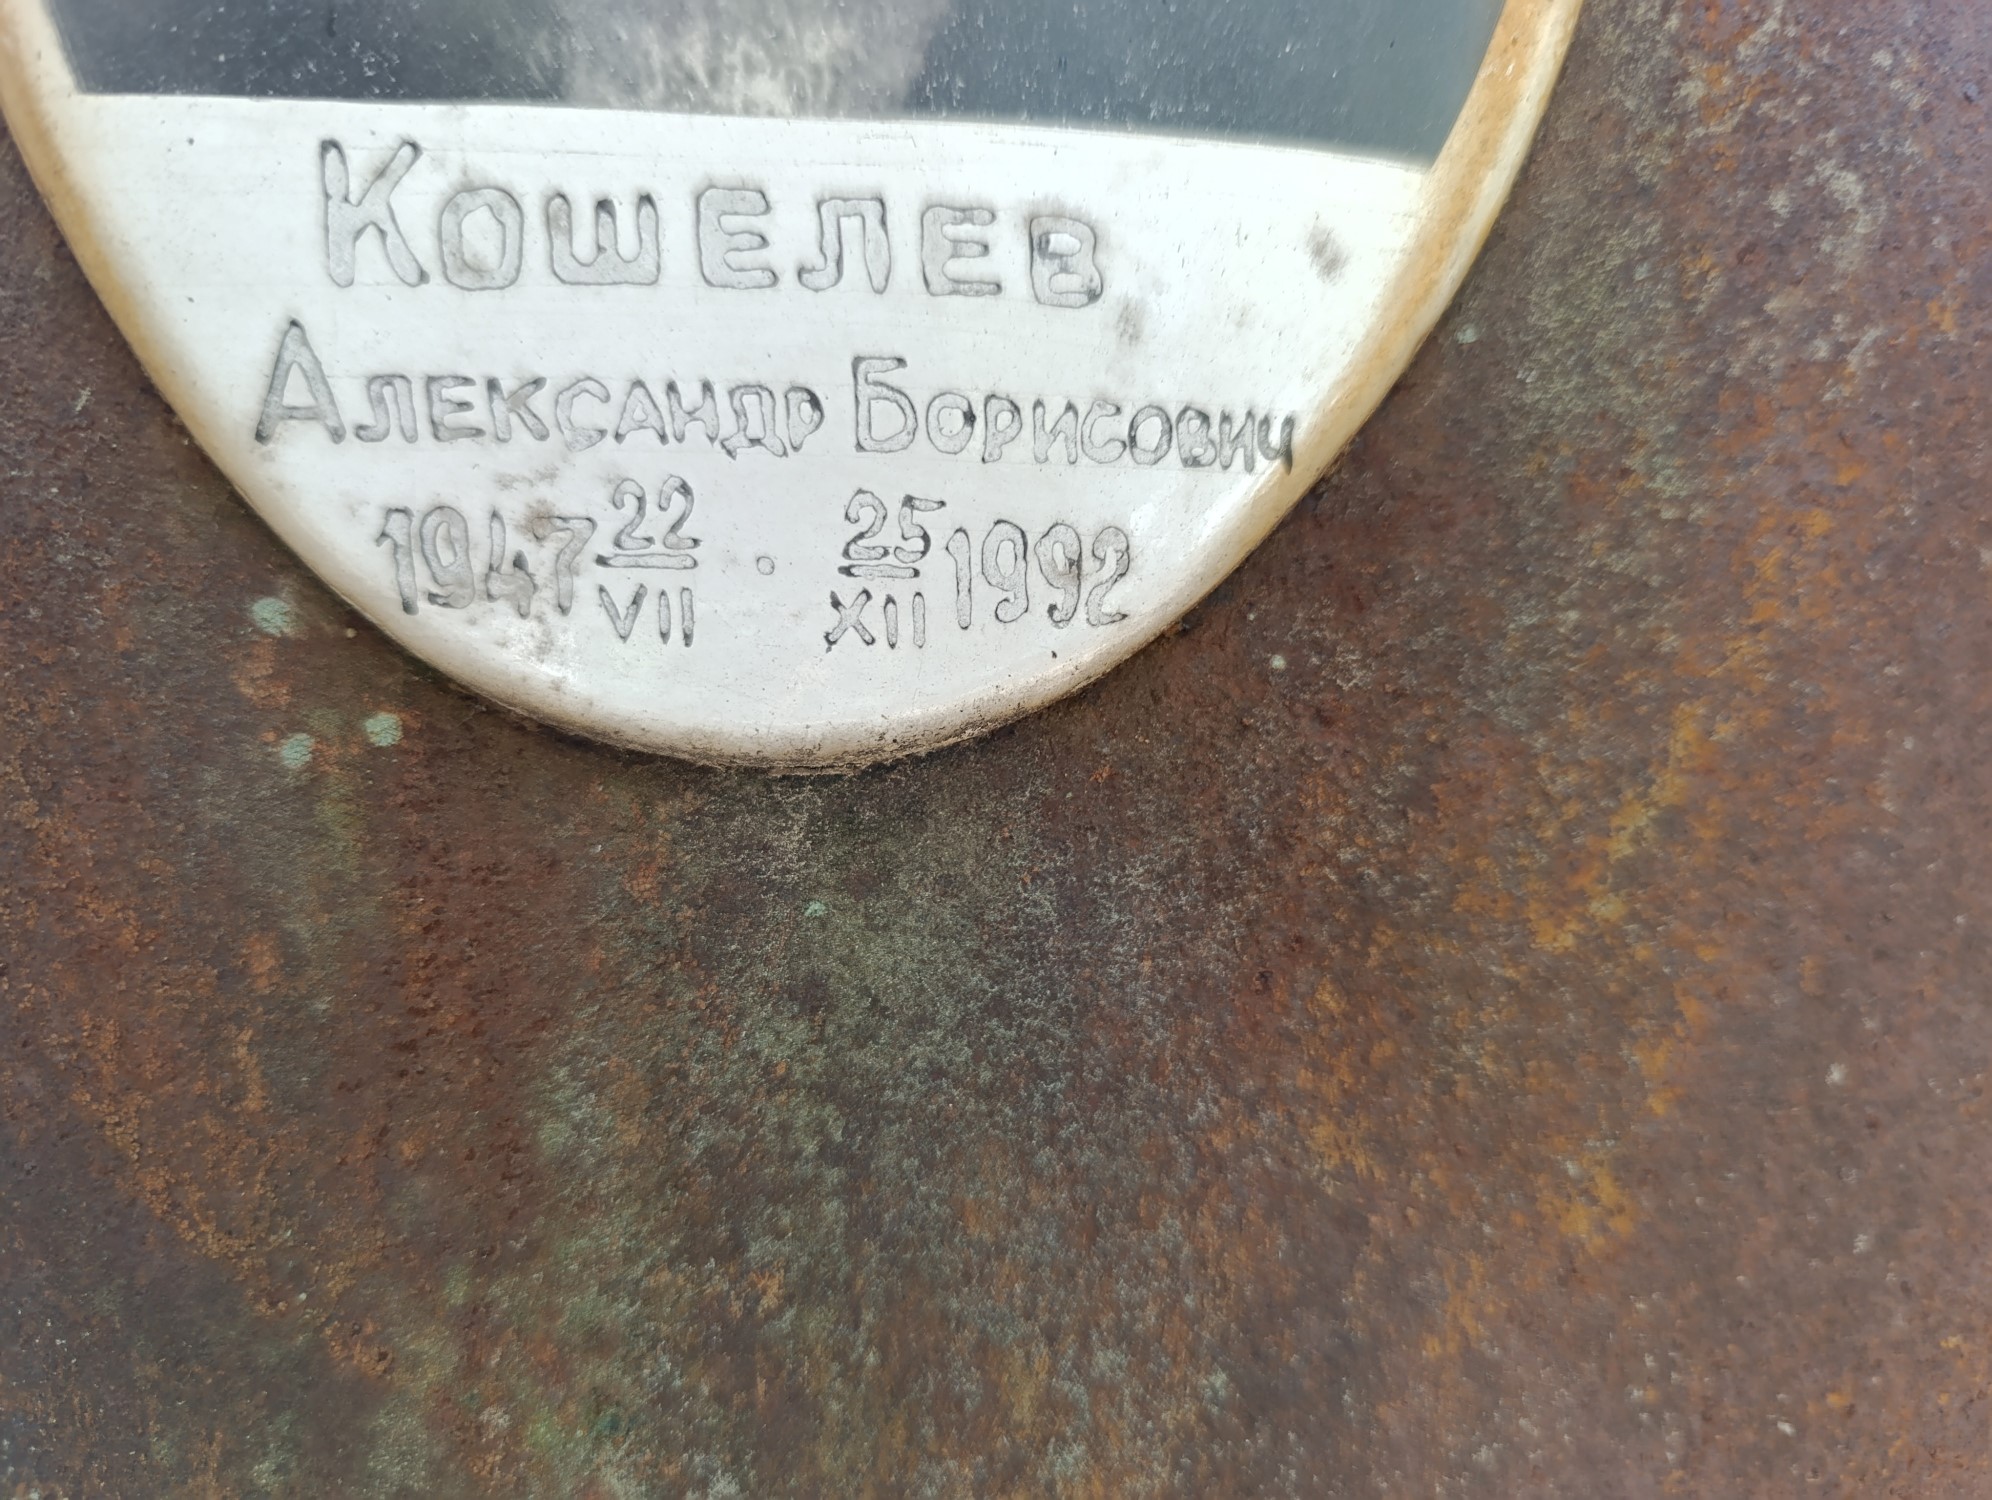 Кошелев
Александр Борисович
1947 22/VII · 25/XII 1992